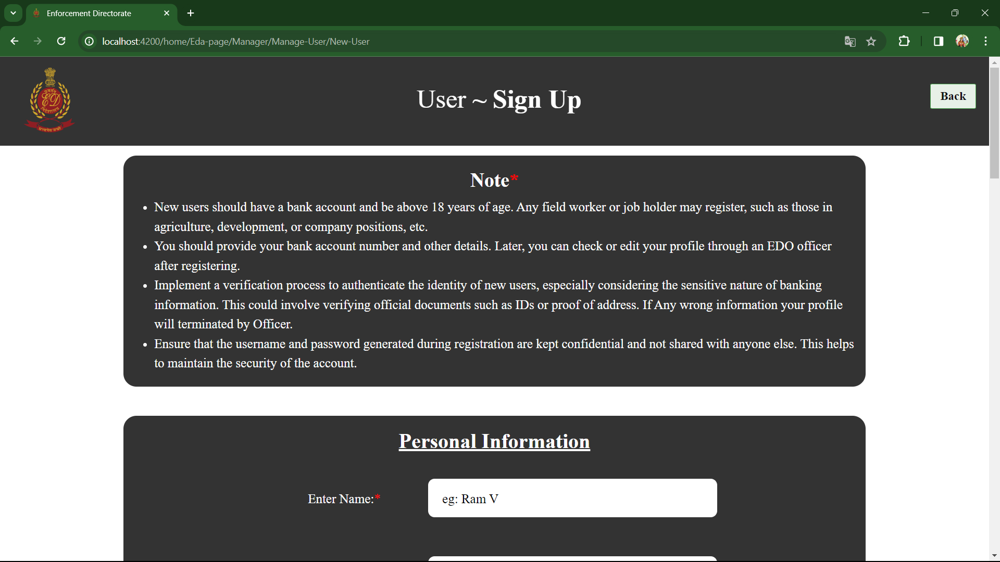 Enforcement Directorate
localhost:4200/home/Eda-page/Manager/Manage-User/New-User
प्रवर्तन
ED
निदेशालय
सत्यमेव जयते
User ~ Sign Up
Back
Note*
• New users should have a bank account and be above 18 years of age. Any field worker or job holder may register, such as those in
agriculture, development, or company positions, etc.
• You should provide your bank account number and other details. Later, you can check or edit your profile through an EDO officer
after registering.
• Implement a verification process to authenticate the identity of new users, especially considering the sensitive nature of banking
information. This could involve verifying official documents such as IDs or proof of address. If Any wrong information your profile
will terminated by Officer.
• Ensure that the username and password generated during registration are kept confidential and not shared with anyone else. This helps
to maintain the security of the account.
Personal Information
Enter Name:*
eg: Ram V